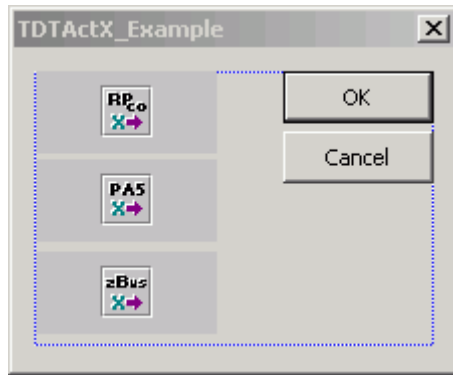 TDTActX_Example
RPco
X
OK
Cancel
PA5
X
zBus
X